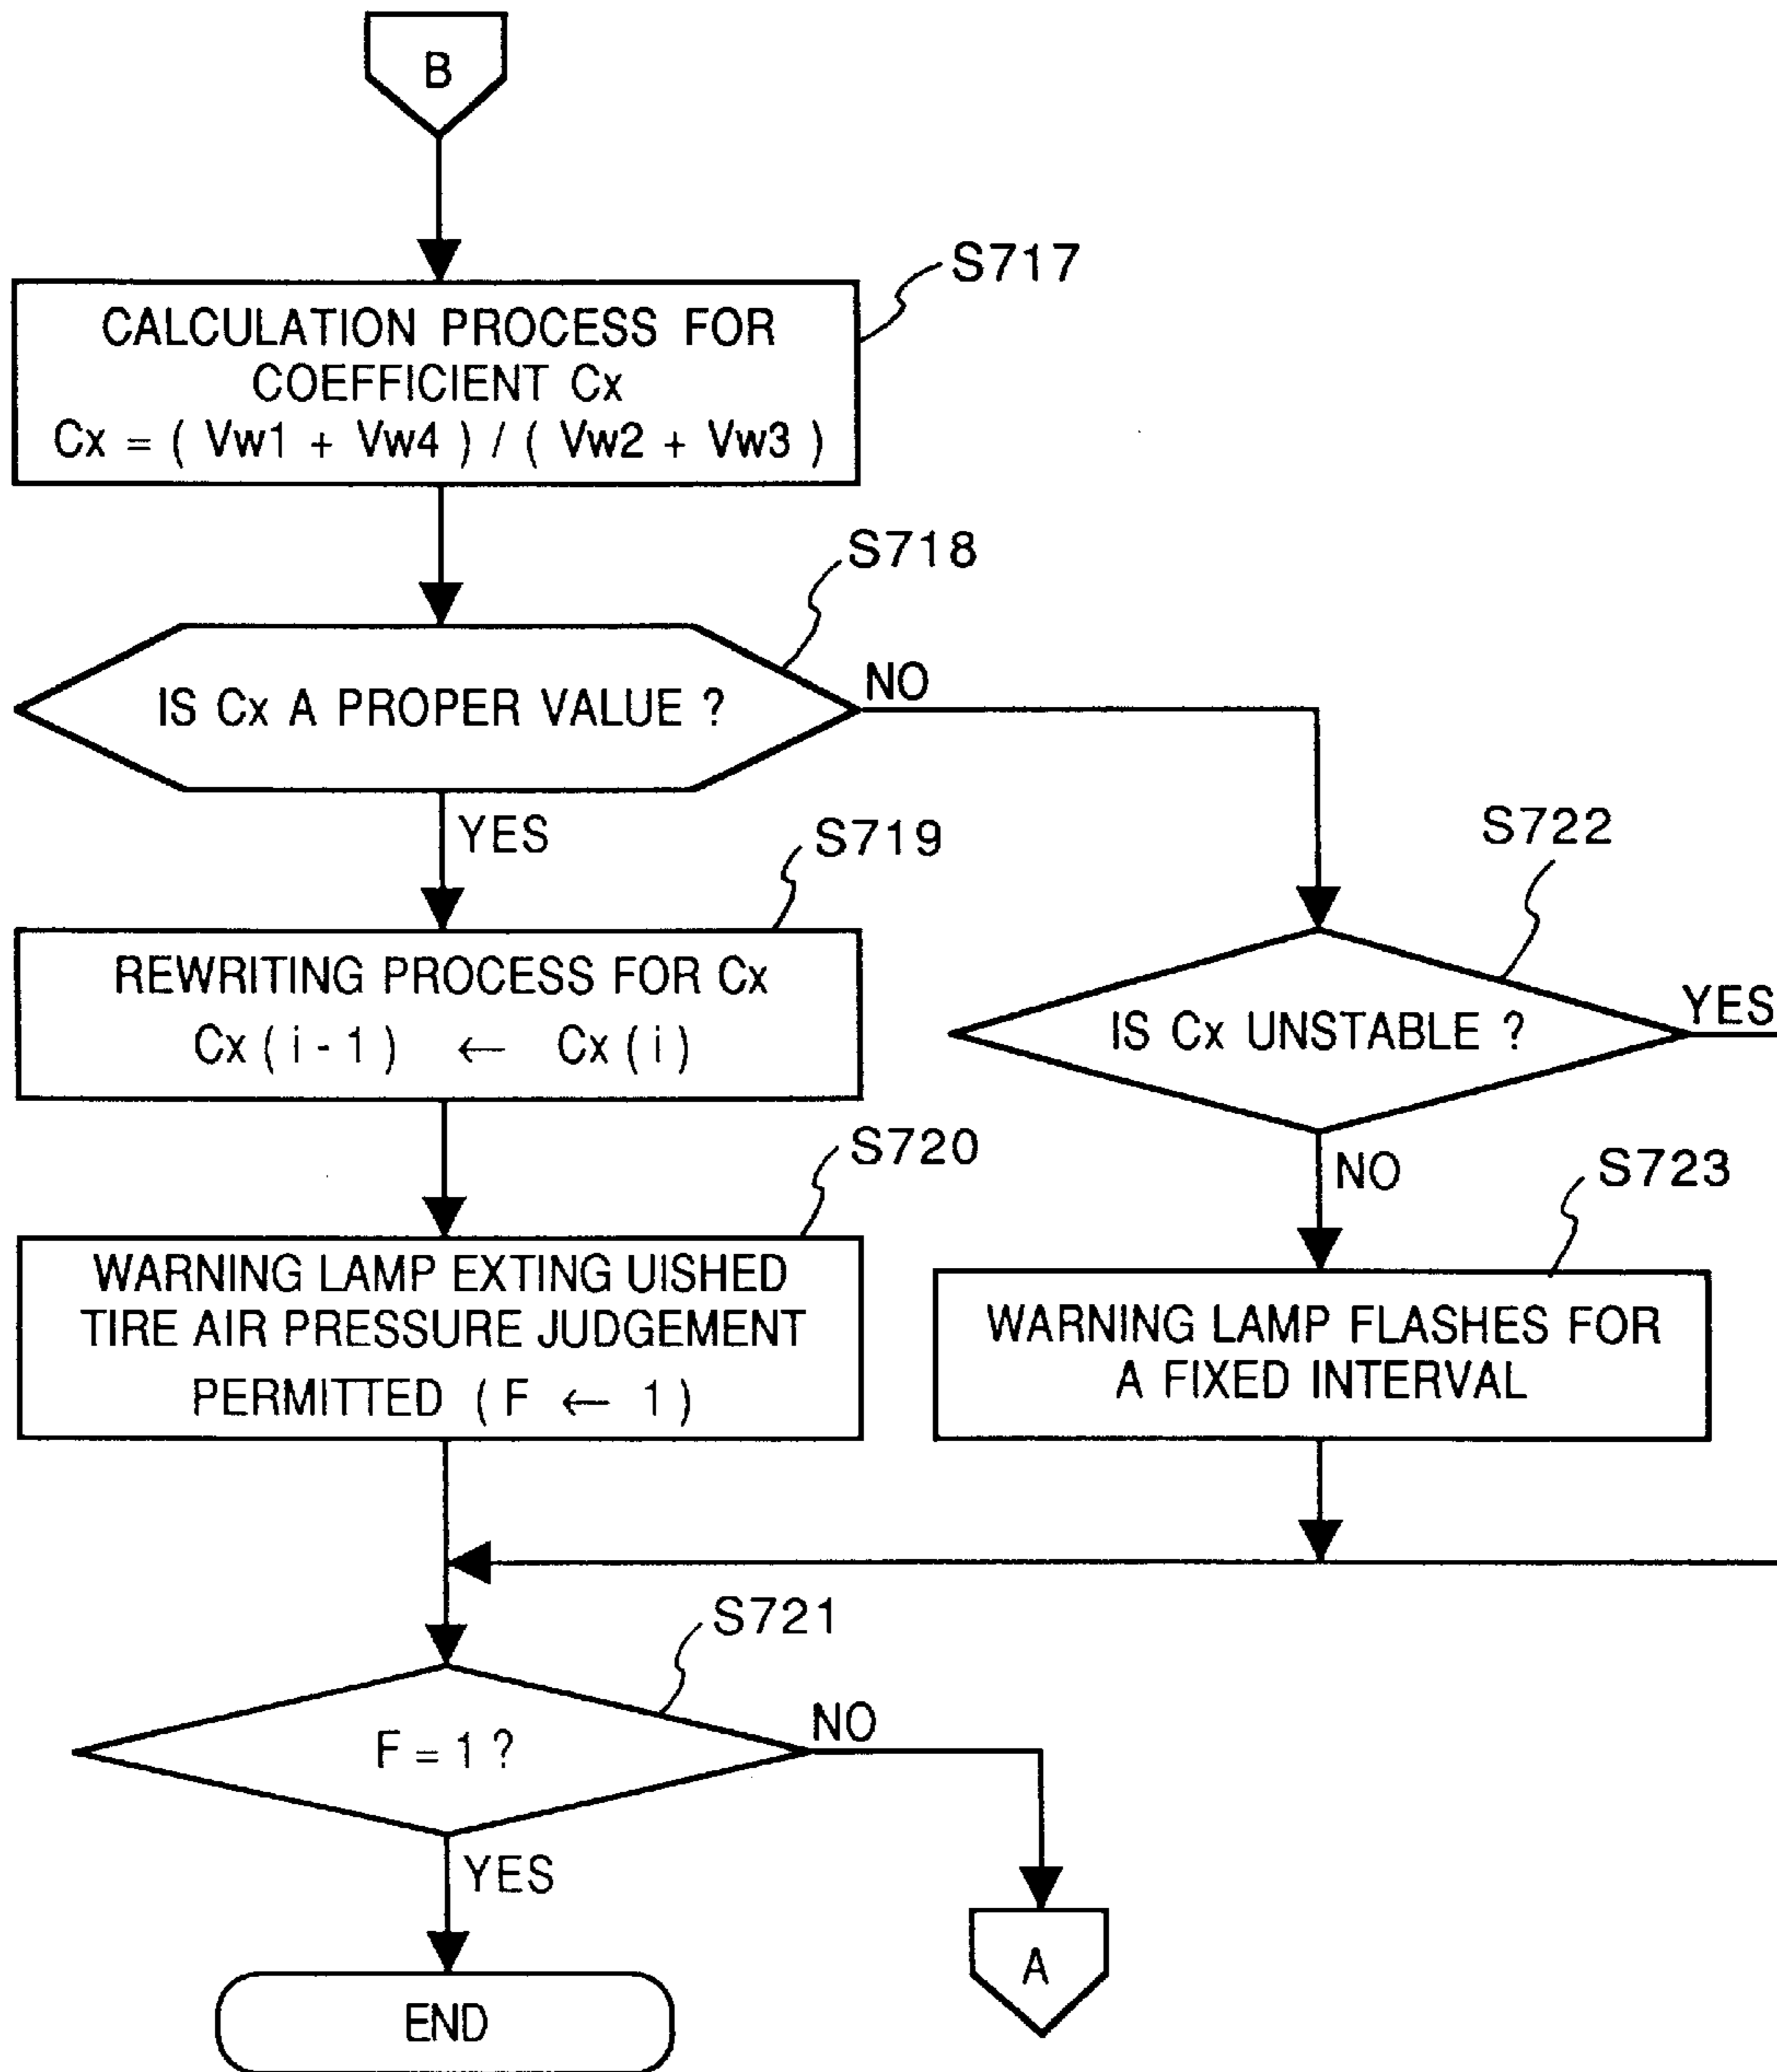 B
S717
CALCULATION PROCESS FOR
COEFFICIENT Cx
Cx = ( Vw1 + Vw4 ) / ( Vw2 + Vw3 )
S718
IS Cx A PROPER VALUE ?
NO
YES
S719
REWRITING PROCESS FOR Cx
Cx ( i - 1 ) ← Cx ( i )
S722
IS Cx UNSTABLE ?
YES
NO
S720
WARNING LAMP EXTING UISHED
TIRE AIR PRESSURE JUDGEMENT
PERMITTED ( F ← 1 )
S723
WARNING LAMP FLASHES FOR
A FIXED INTERVAL
S721
F = 1 ?
NO
YES
A
END